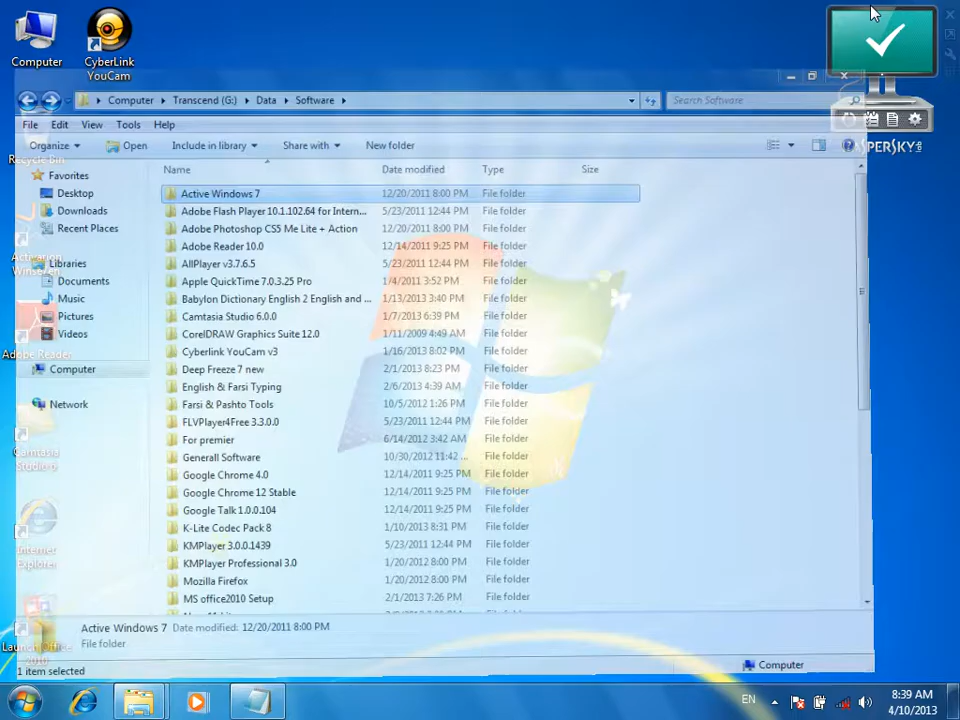 Computer
CyberLink
YouCam
Computer
Transcend (G:)
Data
Software
Search Software
File Edit View Tools Help
KASPERSKY
Organize Open Include in library Share with New folder
Recycle Bin
Name Date modified Type Size
Favorites
Desktop
Downloads
Recent Places
Libraries
Documents
Music
Pictures
Videos
Computer
Network
Adobe Reader
Camtasia
Studio 6
Internet
Explorer
Launch Office
2010
Active Windows 7 12/20/2011 8:00 PM File folder
Adobe Flash Player 10.1.102.64 for Intern... 5/23/2011 12:44 PM File folder
Adobe Photoshop CS5 Me Lite + Action 12/20/2011 8:00 PM File folder
Adobe Reader 10.0 12/14/2011 9:25 PM File folder
AllPlayer v3.7.6.5 5/23/2011 12:44 PM File folder
Apple QuickTime 7.0.3.25 Pro 1/4/2011 3:52 PM File folder
Babylon Dictionary English 2 English and ... 1/13/2013 3:40 PM File folder
Camtasia Studio 6.0.0 1/7/2013 6:39 PM File folder
CorelDRAW Graphics Suite 12.0 1/11/2009 4:49 AM File folder
Cyberlink YouCam v3 1/16/2013 8:02 PM File folder
Deep Freeze 7 new 2/1/2013 8:23 PM File folder
English & Farsi Typing 2/6/2013 4:39 AM File folder
Farsi & Pashto Tools 10/5/2012 1:26 PM File folder
FLVPlayer4Free 3.3.0.0 5/23/2011 12:44 PM File folder
For premier 6/14/2012 3:42 AM File folder
Generall Software 10/30/2012 11:42 ... File folder
Google Chrome 4.0 12/14/2011 9:25 PM File folder
Google Chrome 12 Stable 12/14/2011 9:25 PM File folder
Google Talk 1.0.0.104 12/14/2011 9:25 PM File folder
K-Lite Codec Pack 8 1/10/2013 8:31 PM File folder
KMPlayer 3.0.0.1439 5/23/2011 12:44 PM File folder
KMPlayer Professional 3.0 1/20/2012 8:00 PM File folder
Mozilla Firefox 1/20/2012 8:00 PM File folder
MS office2010 Setup 2/1/2013 7:26 PM File folder
Active Windows 7 Date modified: 12/20/2011 8:00 PM
File folder
1 item selected
Computer
EN
8:39 AM
4/10/2013